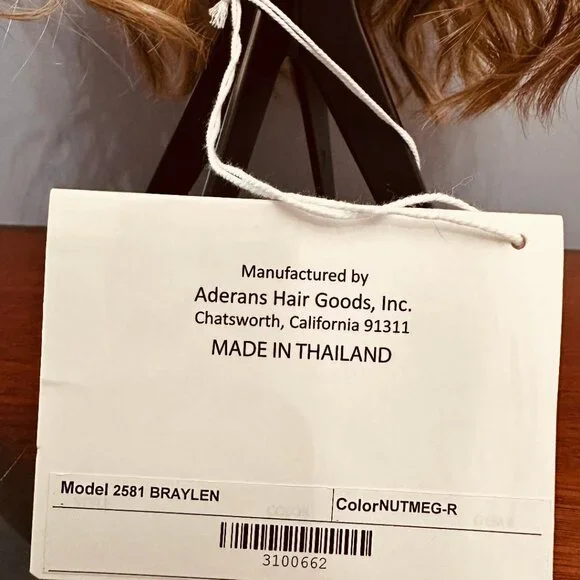 Manufactured by
Aderans Hair Goods, Inc.
Chatsworth, California 91311
MADE IN THAILAND
Model 2581 BRAYLEN
ColorNUTMEG-R
3100662